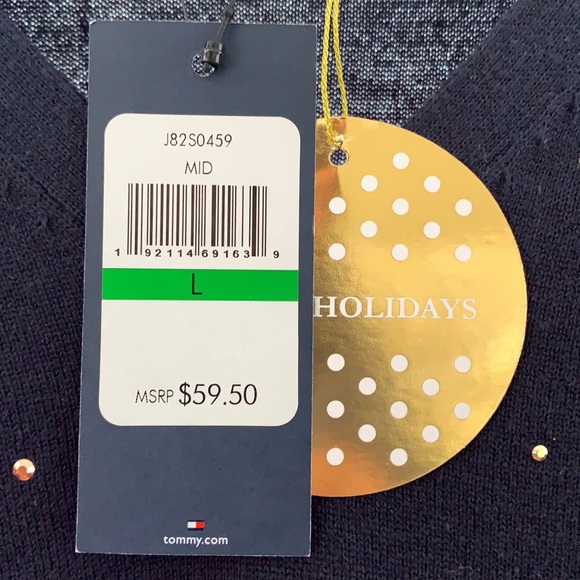 J82S0459
MID
1 92114 69163 9
L
MSRP $59.50
tommy.com
HOLIDAYS